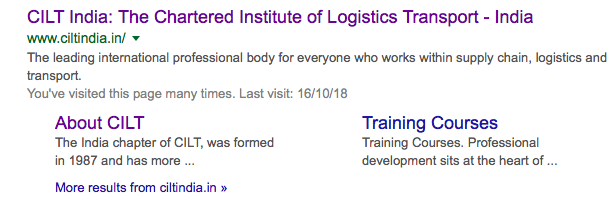 CILT India: The Chartered Institute of Logistics Transport - India
www.ciltindia.in/
The leading international professional body for everyone who works within supply chain, logistics and
transport.
You've visited this page many times. Last visit: 16/10/18
About CILT
The India chapter of CILT, was formed
in 1987 and has more ...
Training Courses
Training Courses. Professional
development sits at the heart of ...
More results from ciltindia.in »